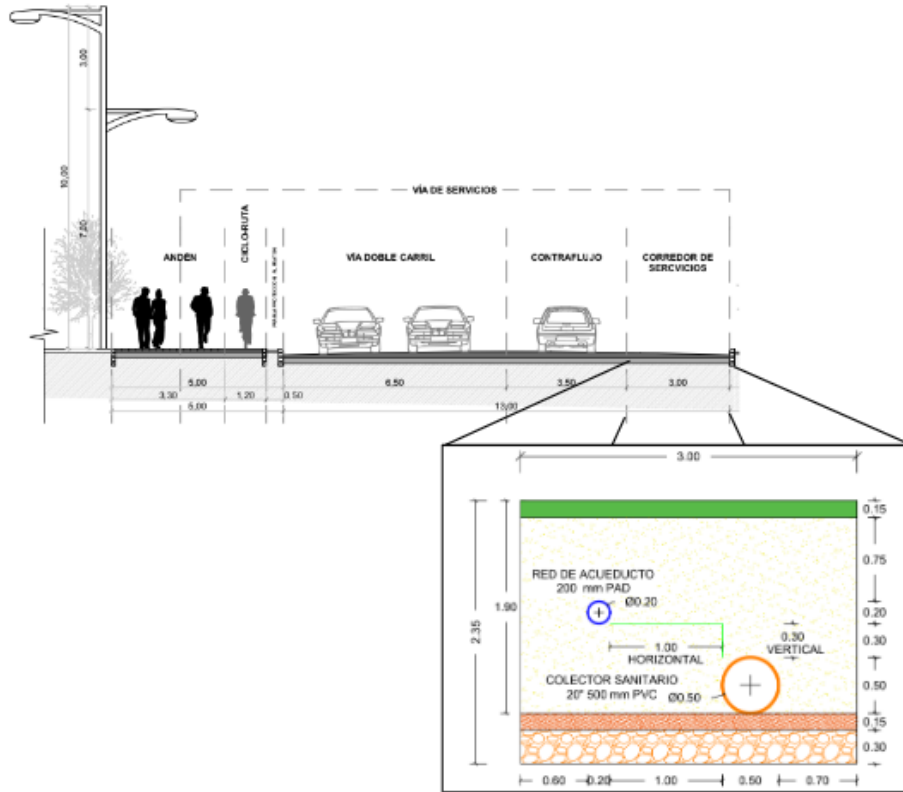 3,00
10,00
7,00
VÍA DE SERVICIOS
ANDÉN
CICLO-RUTA
VÍA DOBLE CARRIL
CONTRAFLUJO
CORREDOR DE
SERCVICIOS
5,00
6,50
3,50
3,00
3,30
1,20
0,50
5,00
13,00
3.00
0.15
0.75
RED DE ACUEDUCTO
200 mm PAD
Ø0.20
0.20
1.90
2.35
0.30
0.30
VERTICAL
1.00
HORIZONTAL
COLECTOR SANITARIO
20" 500 mm PVC
Ø0.50
0.50
0.15
0.30
0.60
0.20
1.00
0.50
0.70